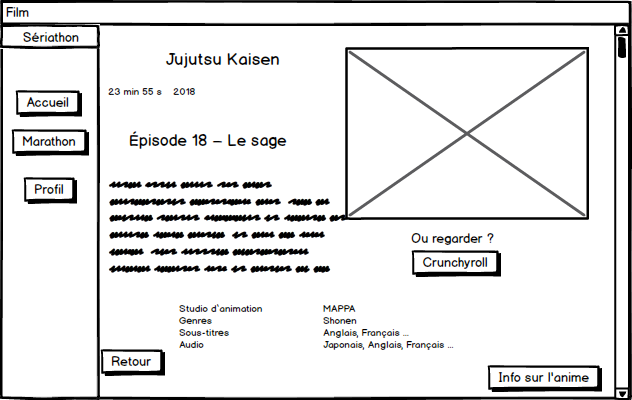 Film
Sériathon
Accueil
Marathon
Profil
Jujutsu Kaisen
23 min 55 s 2018
Épisode 18 – Le sage
Ou regarder ?
Crunchyroll
Studio d'animation MAPPA
Genres Shonen
Sous-titres Anglais, Français ...
Audio Japonais, Anglais, Français ...
Retour
Info sur l'anime